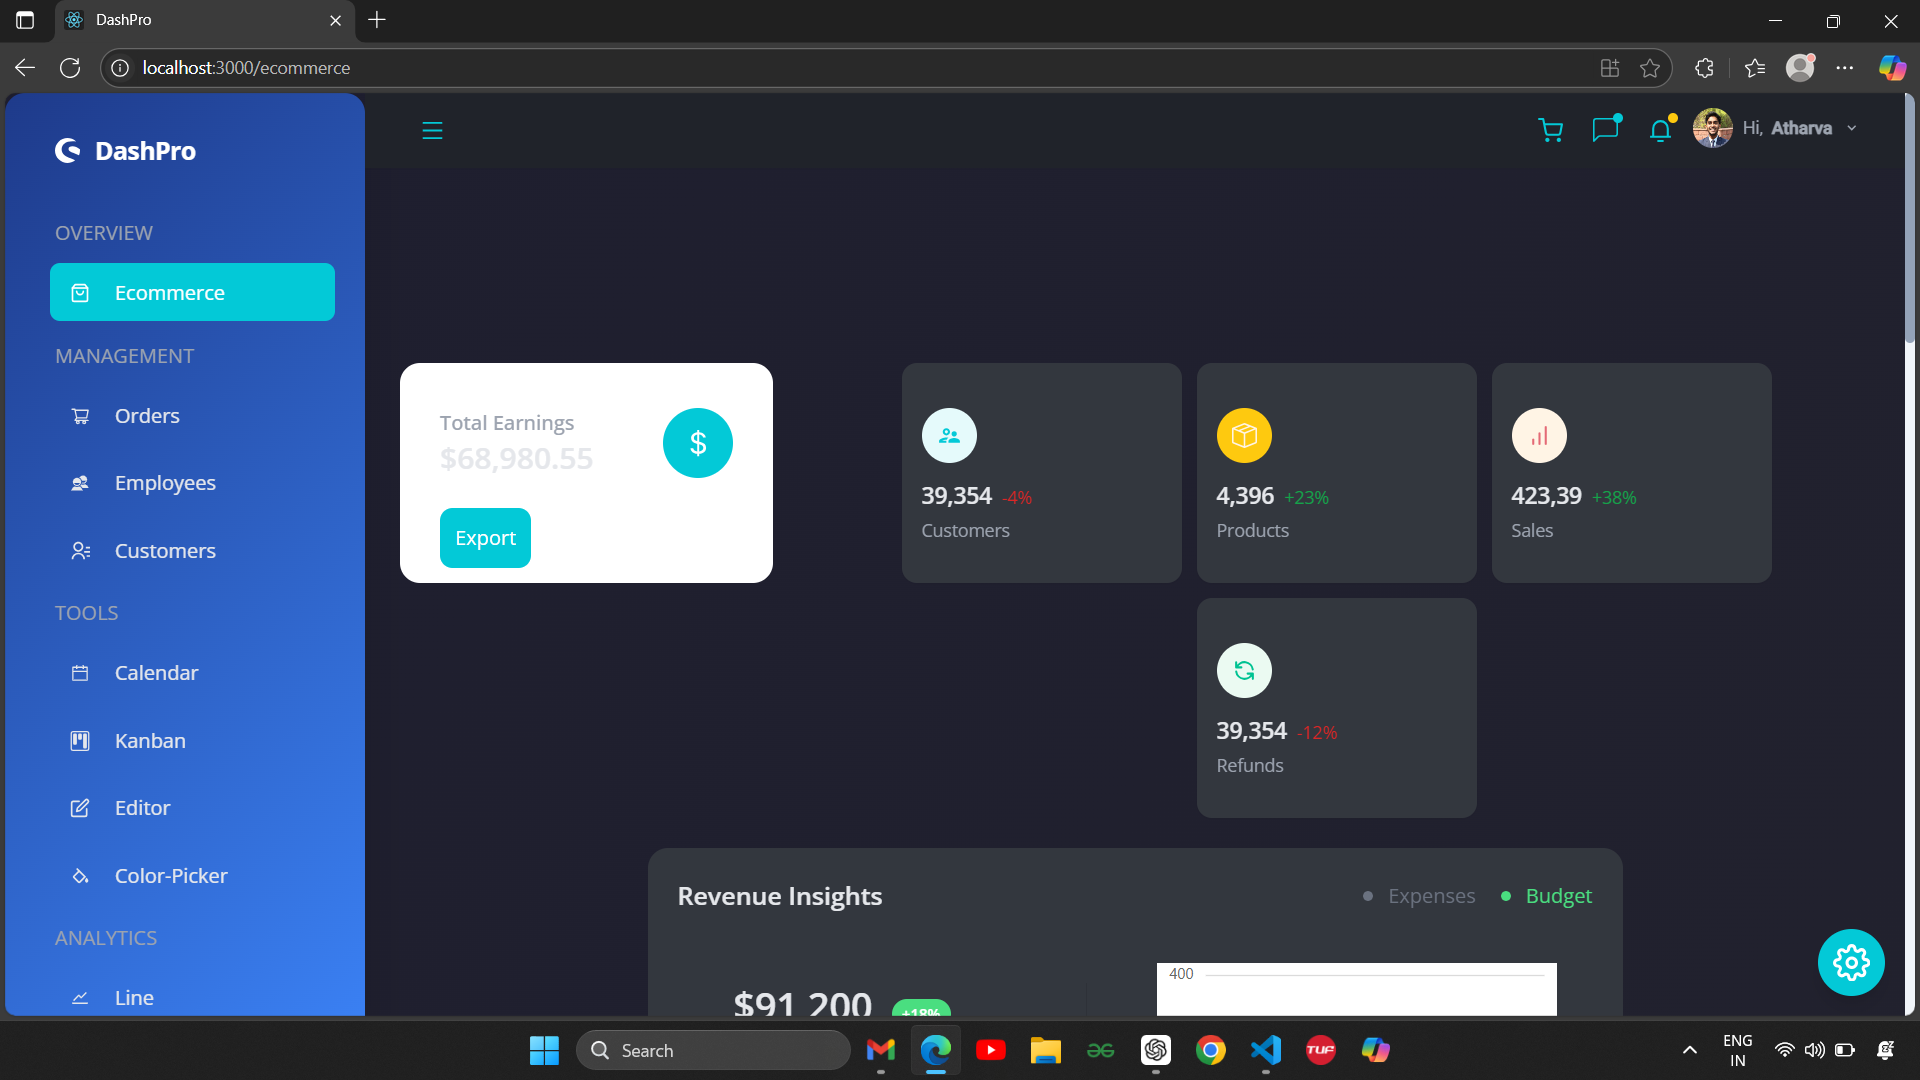 DashPro
localhost:3000/ecommerce
DashPro
Hi, Atharva
OVERVIEW
Ecommerce
MANAGEMENT
Orders
Employees
Customers
TOOLS
Calendar
Kanban
Editor
Color-Picker
ANALYTICS
Line
Total Earnings
$68,980.55
$
Export
39,354 -4%
Customers
4,396 +23%
Products
423,39 +38%
Sales
39,354 -12%
Refunds
Revenue Insights
Expenses
Budget
$91,200
+18%
400
Search
TUF
ENG
IN